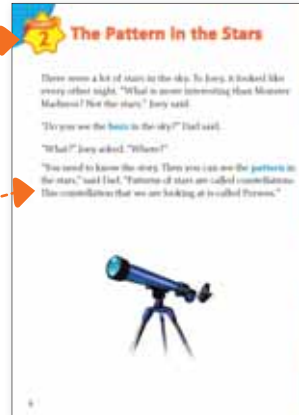 2
The Pattern in the Stars
There were a lot of stars in the sky. To Joey, it looked like
every other night. "What is more interesting than Monster
Madness? Not the stars," Joey said.
"Do you see the hero in the sky?" Dad said.
"What?" Joey asked. "Where?"
"You need to know the story. Then you can see the pattern in
the stars," said Dad. "Patterns of stars are called constellations.
This constellation that we are looking at is called Perseus."